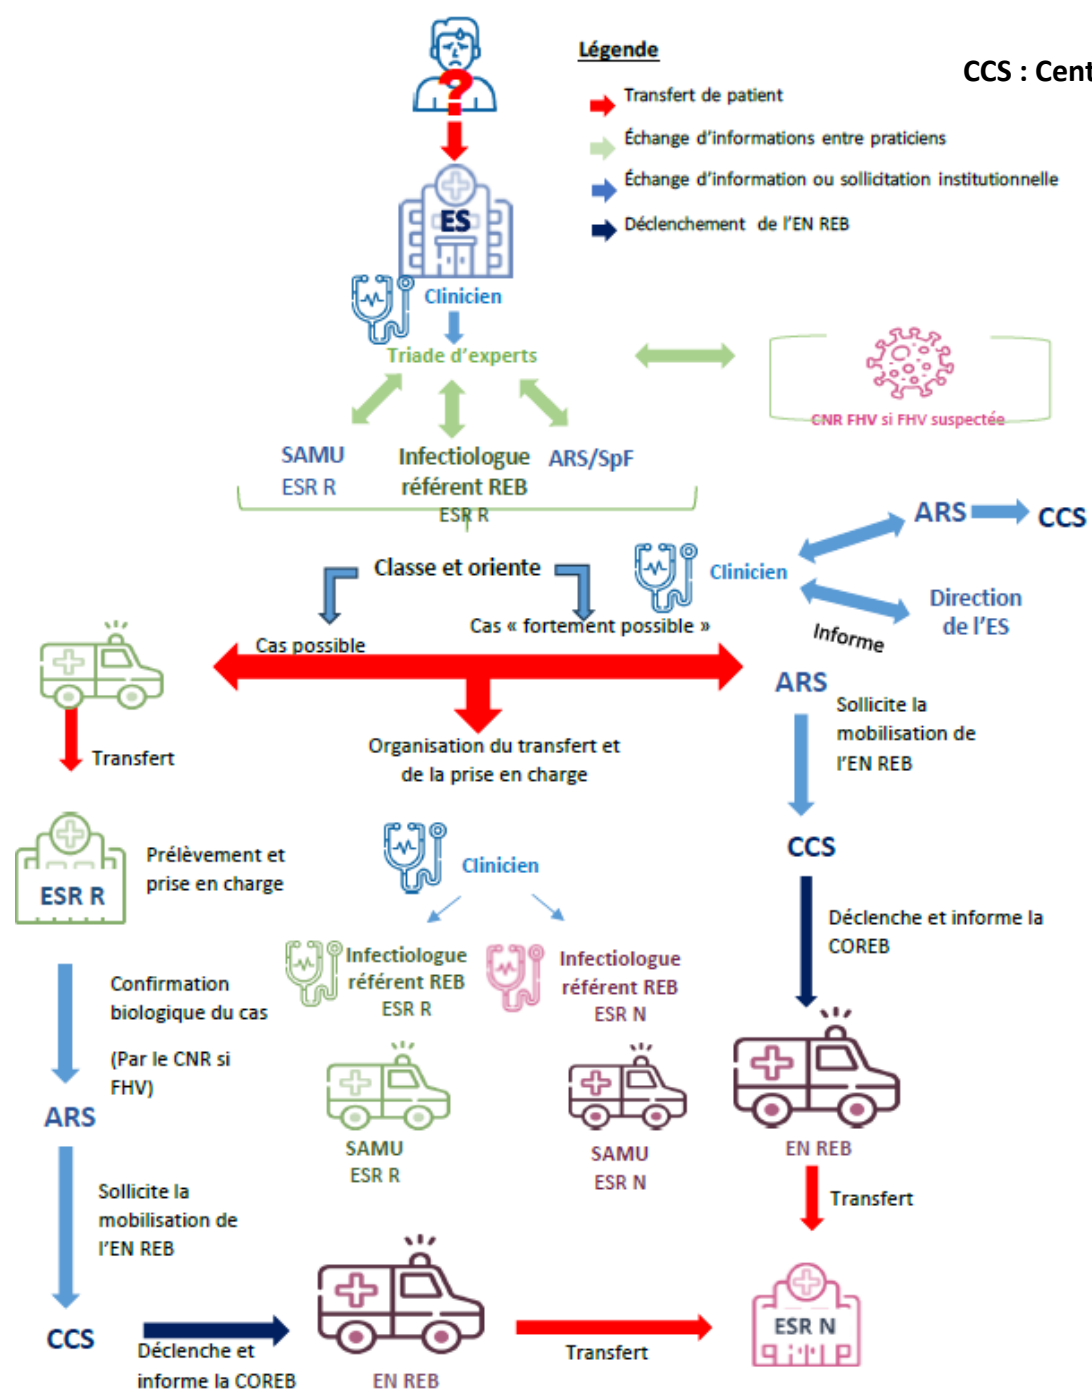 Légende
CCS : Cent
Transfert de patient
Échange d'informations entre praticiens
Échange d'information ou sollicitation institutionnelle
Déclenchement de l'EN REB
?
ES
Clinicien
Triade d'experts
CNR FHV si FHV suspectée
SAMU
ESR R
Infectiologue
référent REB
ESR R
ARS/SpF
ARS
CCS
Clinicien
Direction
de l'ES
Informe
Classe et oriente
Cas possible
Cas « fortement possible »
ARS
Sollicite la
mobilisation de
l'EN REB
Transfert
Organisation du transfert et
de la prise en charge
CCS
ESR R
Prélèvement et
prise en charge
Clinicien
Déclenche et informe la
COREB
Infectiologue
référent REB
ESR R
Infectiologue
référent REB
ESR N
Confirmation
biologique du cas
(Par le CNR si
FHV)
ARS
SAMU
ESR R
SAMU
ESR N
EN REB
Transfert
Sollicite la
mobilisation de
l'EN REB
ESR N
CCS
Déclenche et
informe la COREB
EN REB
Transfert